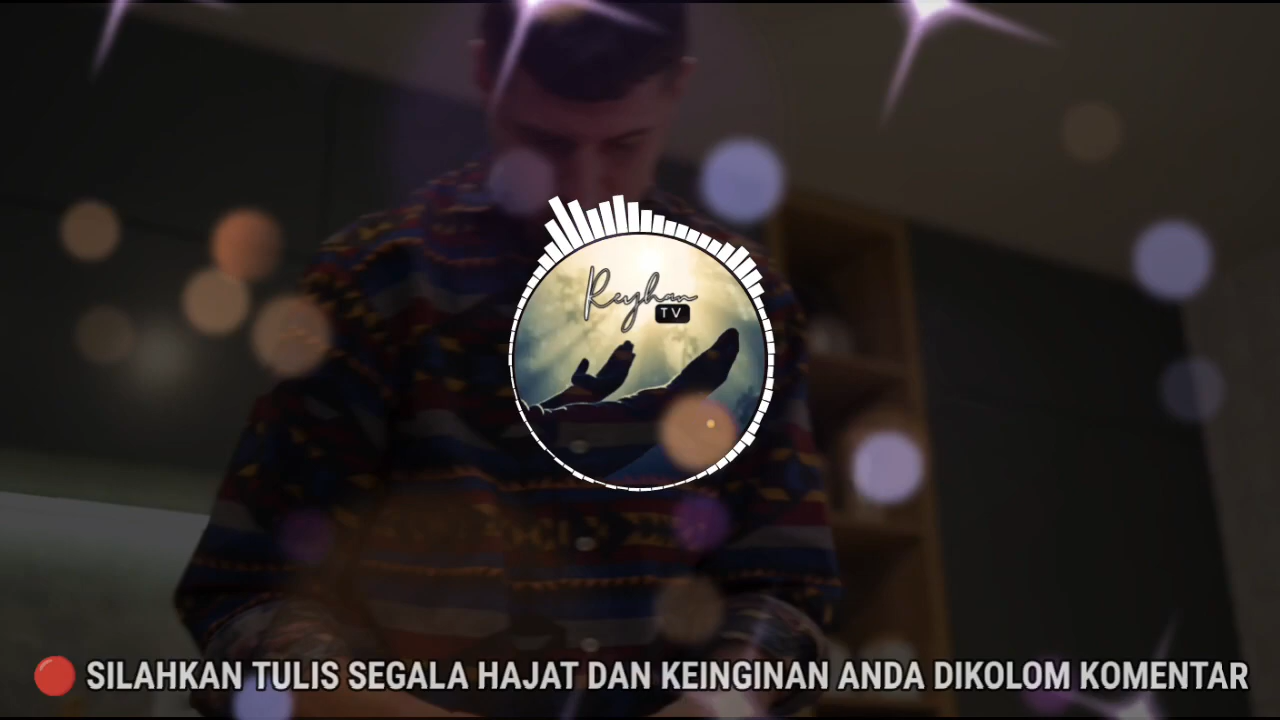 Reyhan
TV
SILAHKAN TULIS SEGALA HAJAT DAN KEINGINAN ANDA DIKOLOM KOMENTAR